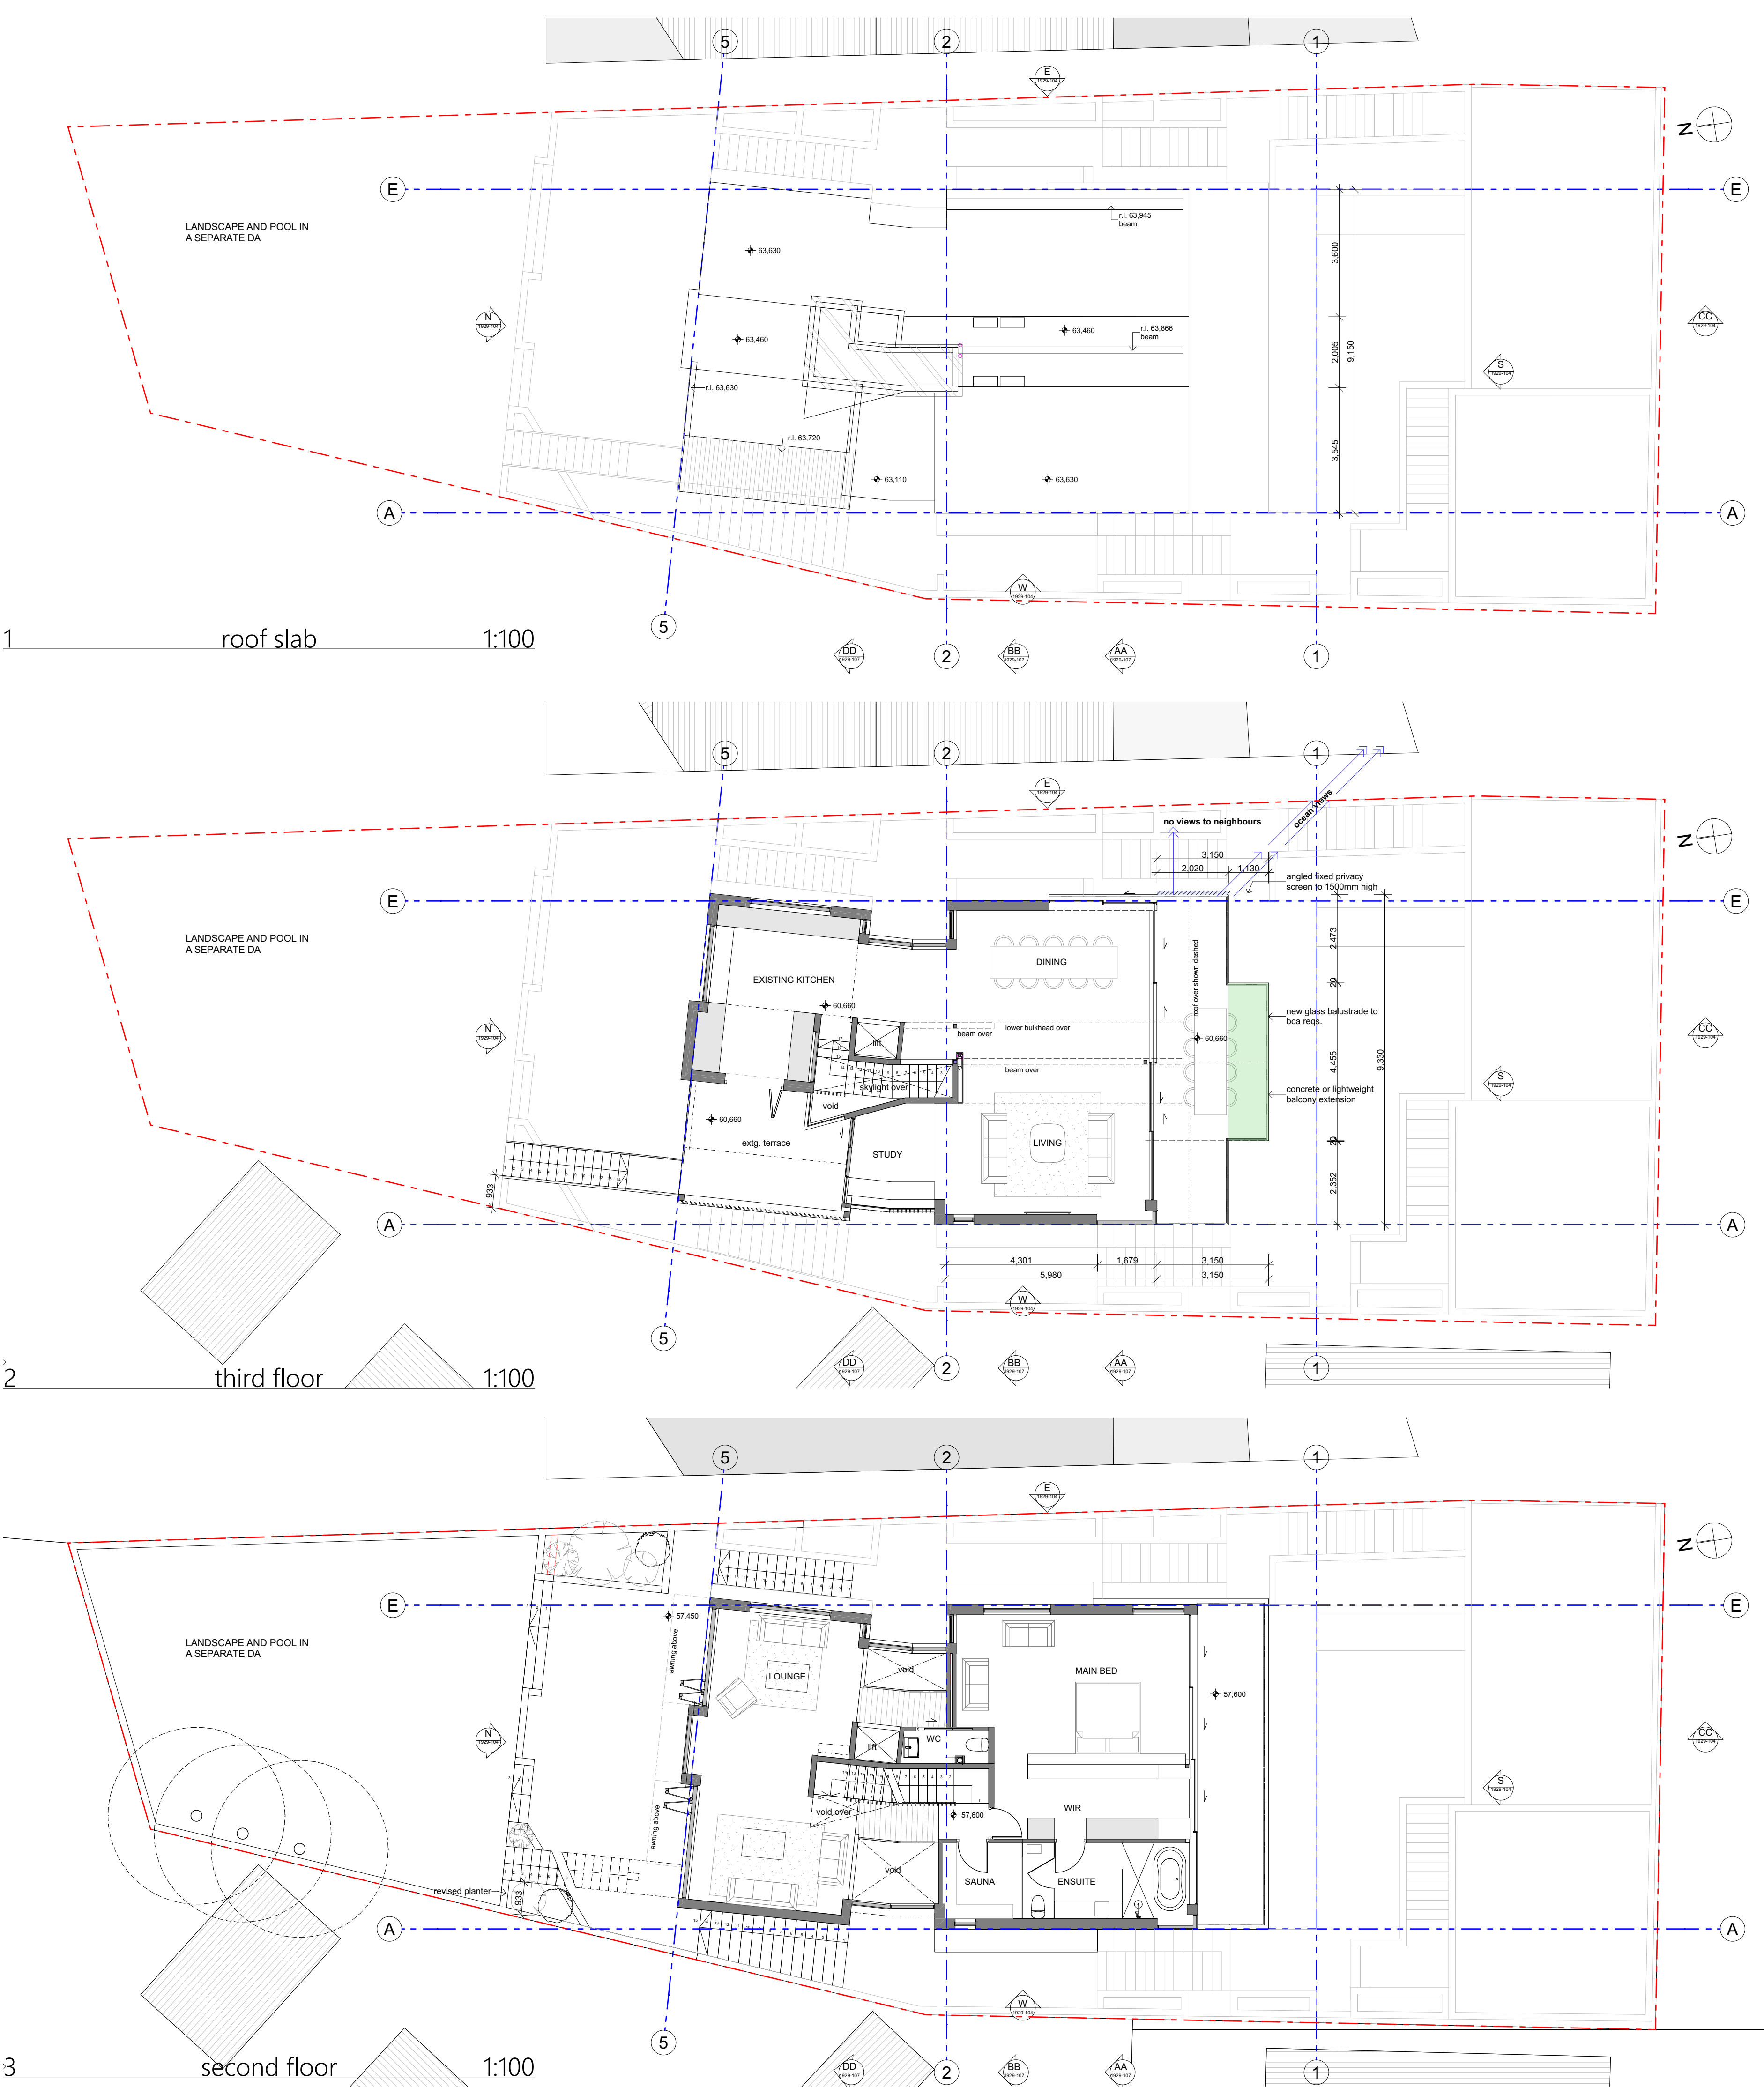 5
2
1
E
1929-104
N
E
E
LANDSCAPE AND POOL IN
A SEPARATE DA
r.l. 63,945
beam
63,630
3,600
N
1929-104
63,460
63,460
r.l. 63,866
beam
CC
1929-104
2,005
9,150
S
1929-104
r.l. 63,630
r.l. 63,720
3,545
63,110
63,630
A
A
W
1929-104
5
DD
1929-107
2
BB
1929-107
AA
1929-107
1
1 roof slab 1:100
5
2
1
E
1929-104
ocean views
no views to neighbours
N
3,150
2,020
1,130
angled fixed privacy
screen to 1500mm high
E
E
LANDSCAPE AND POOL IN
A SEPARATE DA
2,473
DINING
roof over shown dashed
EXISTING KITCHEN
20
60,660
new glass balustrade to
bca reqs.
N
1929-104
lift
beam over
lower bulkhead over
60,660
CC
1929-104
4,455
9,330
beam over
S
1929-104
skylight over
concrete or lightweight
balcony extension
void
60,660
extg. terrace
LIVING
STUDY
20
2,352
933
A
A
4,301
1,679
3,150
5,980
3,150
W
1929-104
5
DD
1929-107
2
BB
1929-107
AA
1929-107
1
2 third floor 1:100
5
2
1
E
1929-104
N
E
E
57,450
LANDSCAPE AND POOL IN
A SEPARATE DA
awning above
LOUNGE
void
MAIN BED
57,600
N
1929-104
WC
lift
CC
1929-104
S
1929-104
WIR
void over
57,600
awning above
void
SAUNA
ENSUITE
revised planter
933
A
A
W
1929-104
5
DD
1929-107
2
BB
1929-107
AA
1929-107
1
3 second floor 1:100